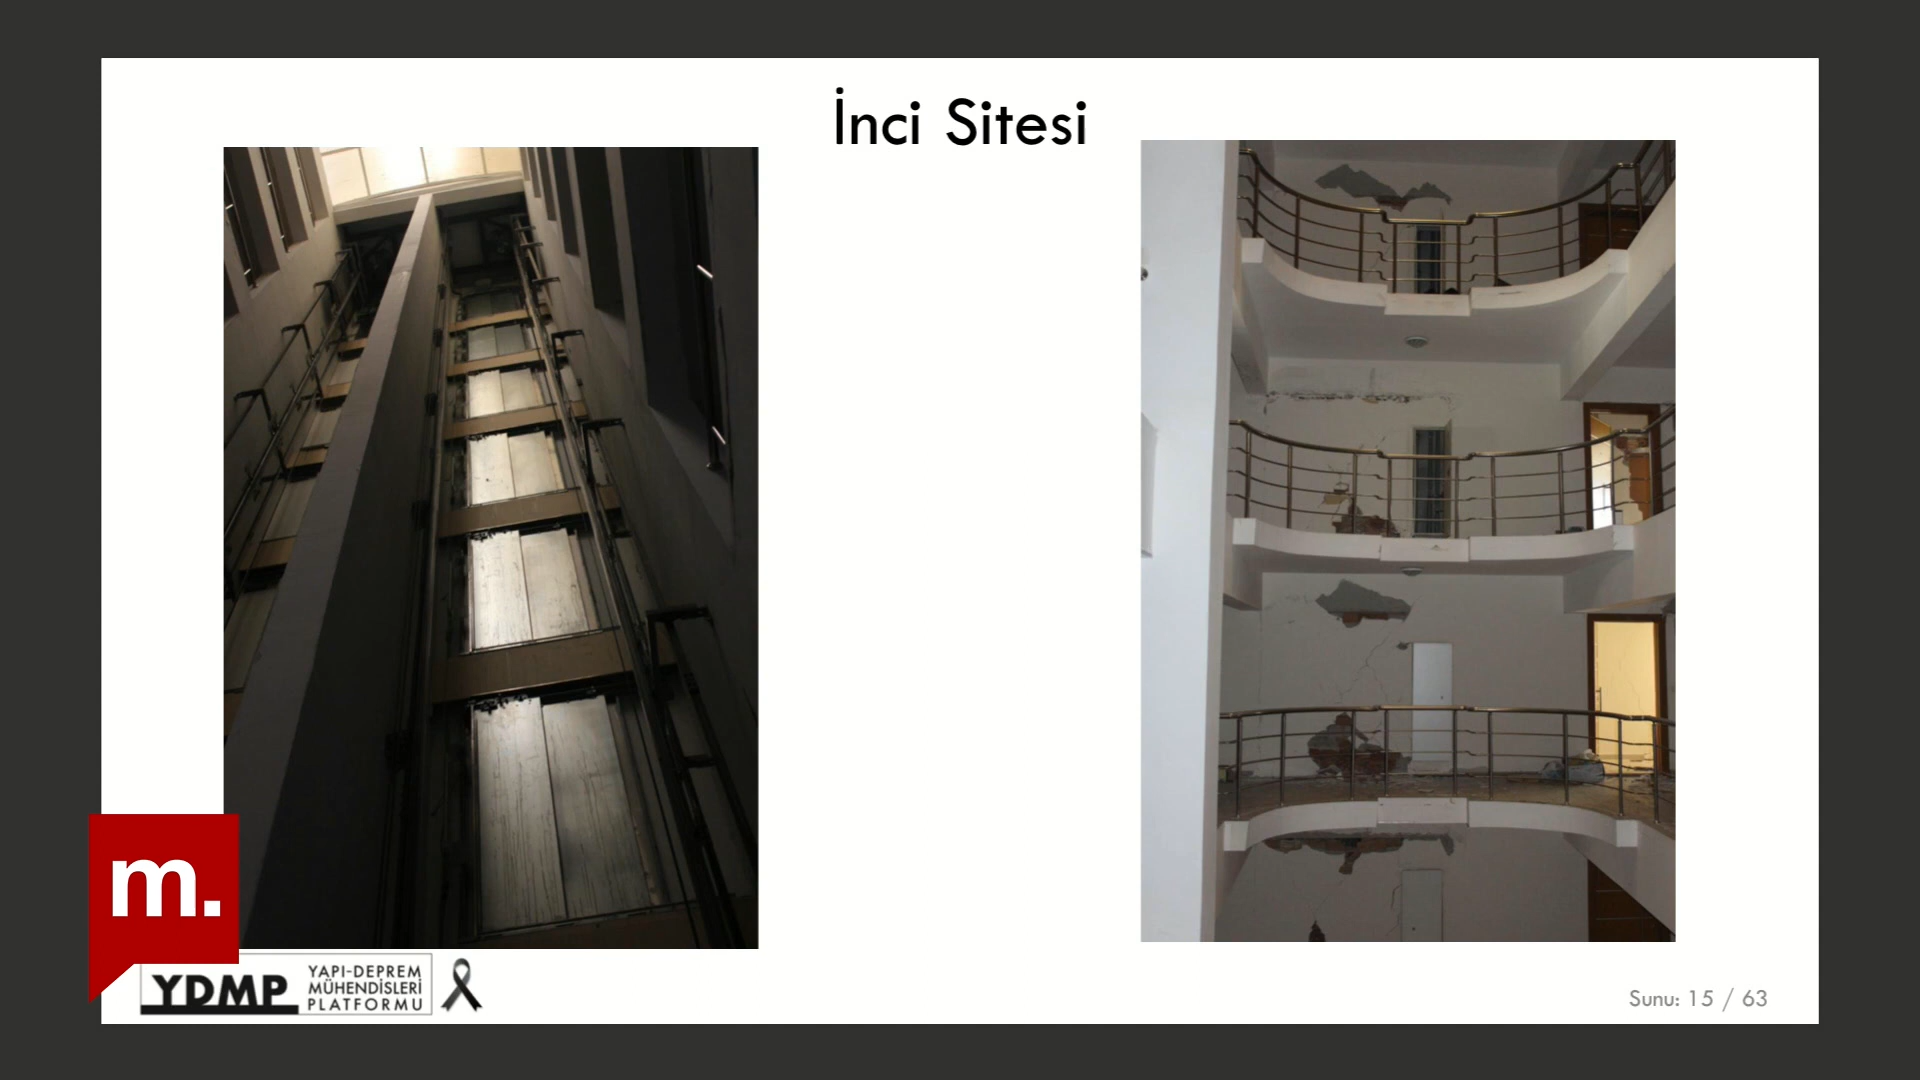 İnci Sitesi
m.
YDMP
YAPI-DEPREM
MÜHENDİSLERİ
PLATFORMU
Sunu: 15 / 63